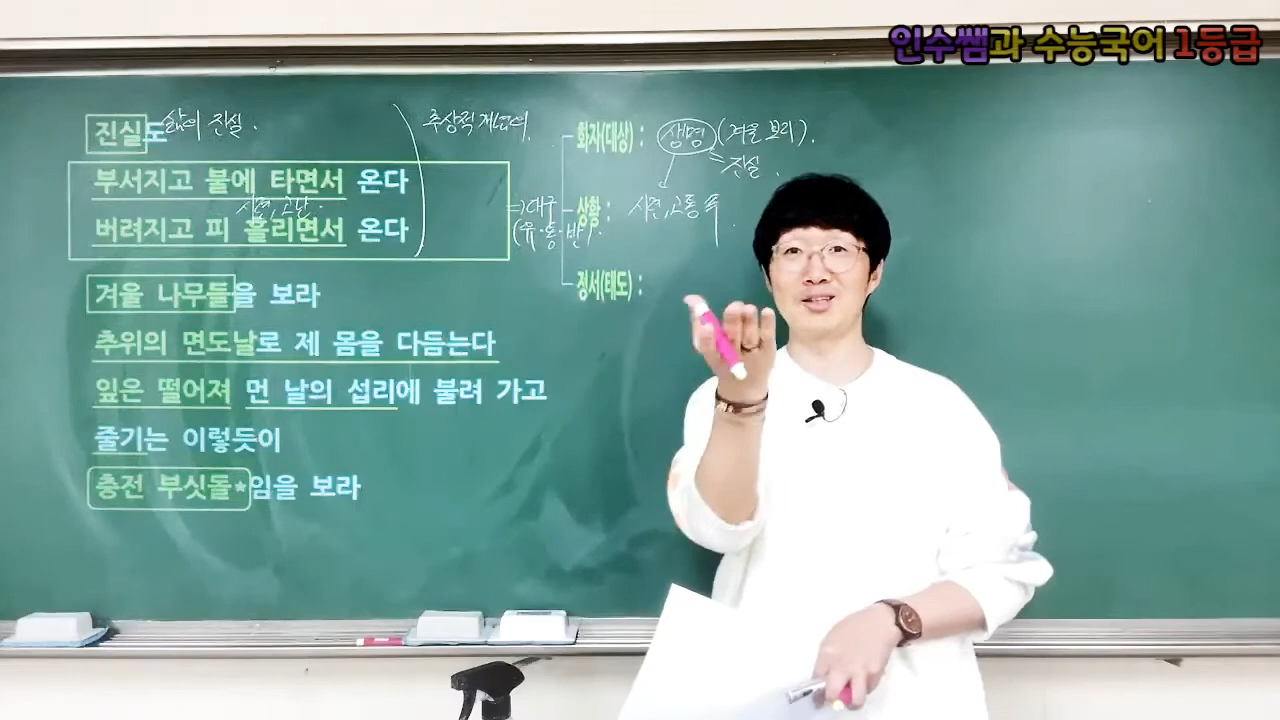 인수쌤과 수능국어 1등급
진실도 삶의 진실.
부서지고 불에 타면서 온다
시련, 고난.
버려지고 피 흘리면서 온다
겨울 나무들을 보라
추위의 면도날로 제 몸을 다듬는다
잎은 떨어져 먼 날의 섭리에 불려 가고
줄기는 이렇듯이
충전 부싯돌*임을 보라
추상적
⇒대구
(유·동·반).
화자(대상) : 생명 (겨울 보리).
진실.
상황 : 시련, 고통 속
정서(태도) :